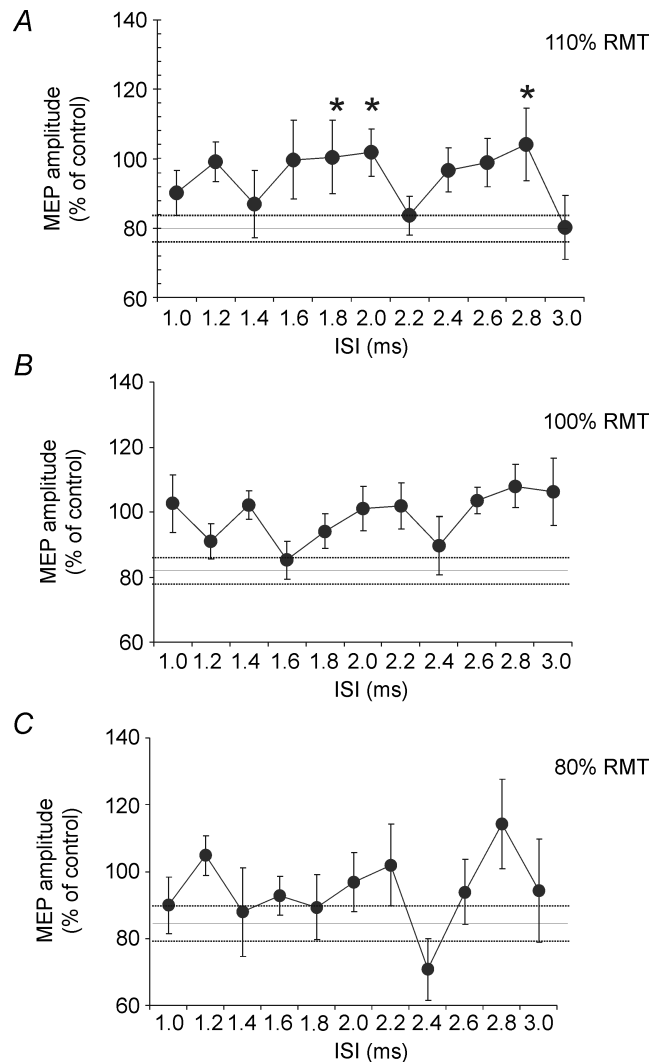 A
110% RMT
MEP amplitude
(% of control)
140
120
100
80
60
* * *
1.0 1.2 1.4 1.6 1.8 2.0 2.2 2.4 2.6 2.8 3.0
ISI (ms)
B
100% RMT
MEP amplitude
(% of control)
140
120
100
80
60
1.0 1.2 1.4 1.6 1.8 2.0 2.2 2.4 2.6 2.8 3.0
ISI (ms)
C
80% RMT
MEP amplitude
(% of control)
140
120
100
80
60
1.0 1.2 1.4 1.6 1.8 2.0 2.2 2.4 2.6 2.8 3.0
ISI (ms)